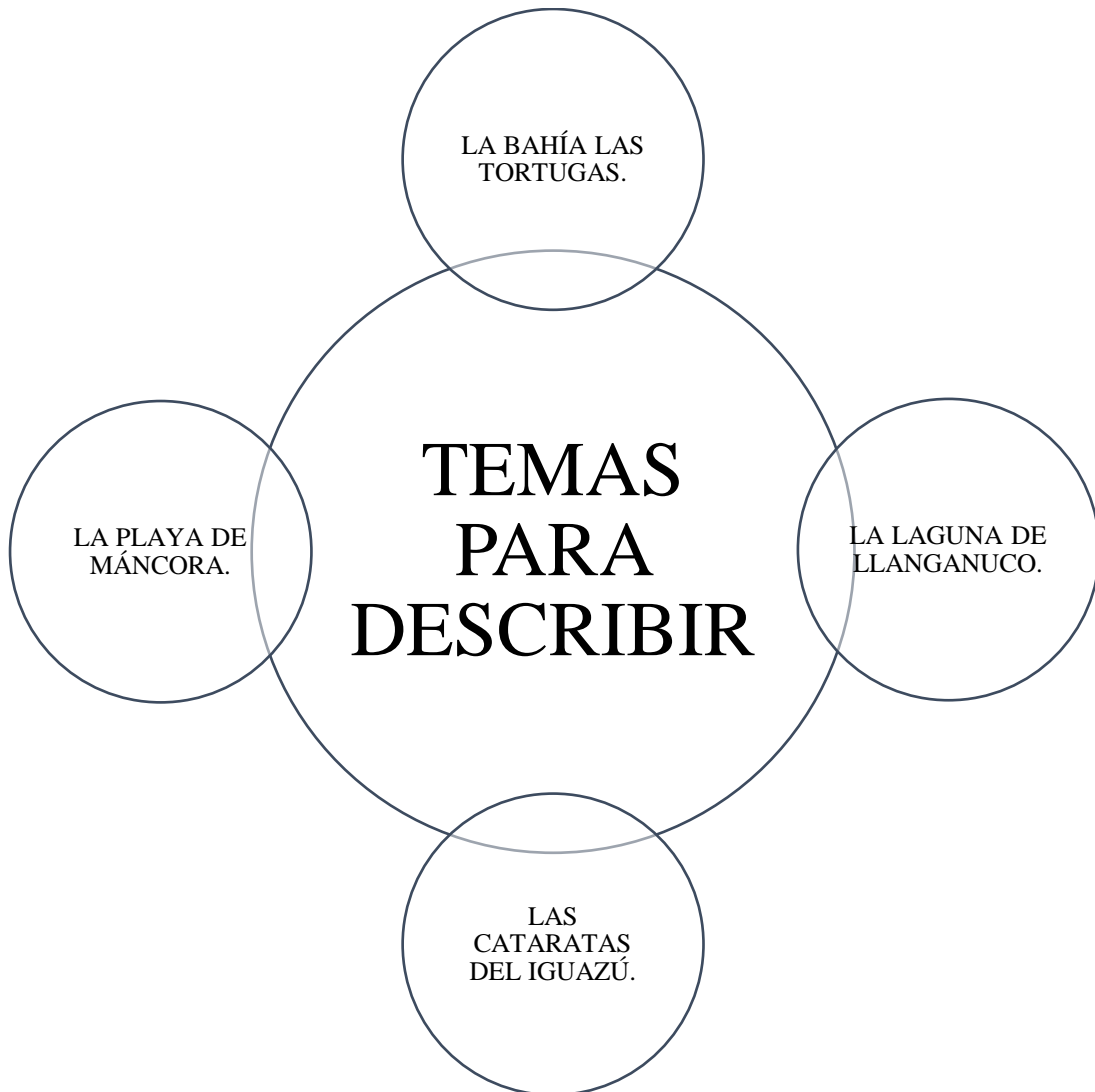 LA BAHÍA LAS
TORTUGAS.
TEMAS
PARA
DESCRIBIR
LA PLAYA DE
MÁNCORA.
LA LAGUNA DE
LLANGANUCO.
LAS
CATARATAS
DEL IGUAZÚ.